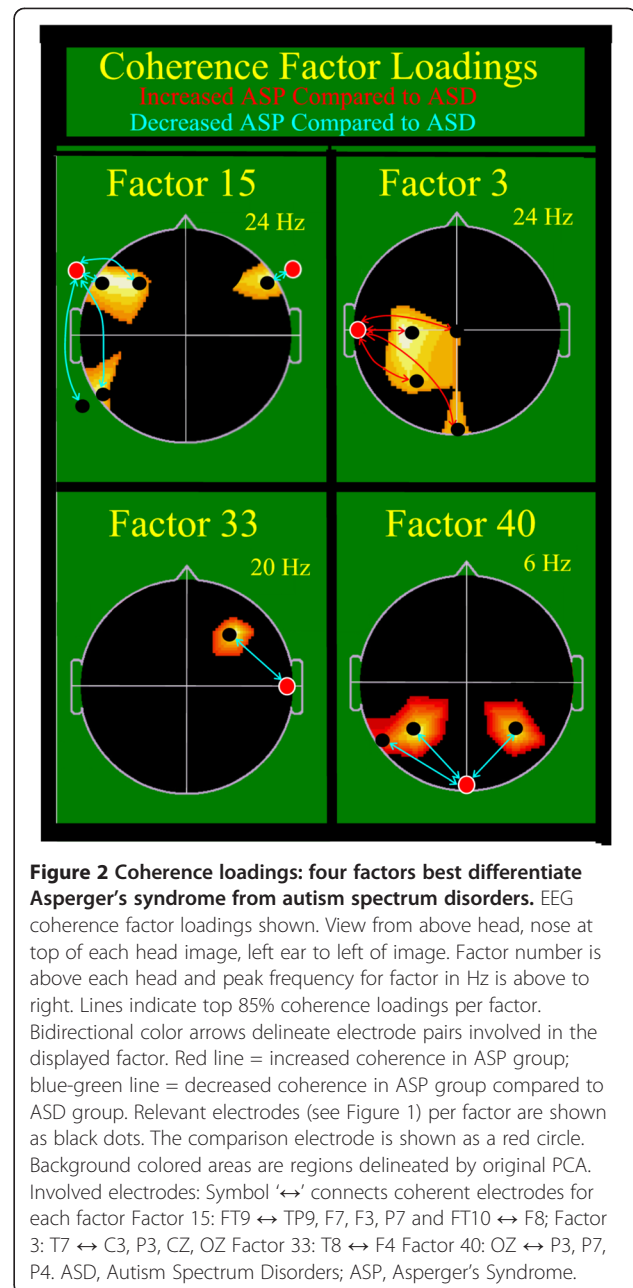 Coherence Factor Loadings
Increased ASP Compared to ASD
Decreased ASP Compared to ASD
Factor 15
24 Hz
Factor 3
24 Hz
Factor 33
20 Hz
Factor 40
6 Hz
Figure 2 Coherence loadings: four factors best differentiate
Asperger's syndrome from autism spectrum disorders. EEG
coherence factor loadings shown. View from above head, nose at
top of each head image, left ear to left of image. Factor number is
above each head and peak frequency for factor in Hz is above to
right. Lines indicate top 85% coherence loadings per factor.
Bidirectional color arrows delineate electrode pairs involved in the
displayed factor. Red line = increased coherence in ASP group;
blue-green line = decreased coherence in ASP group compared to
ASD group. Relevant electrodes (see Figure 1) per factor are shown
as black dots. The comparison electrode is shown as a red circle.
Background colored areas are regions delineated by original PCA.
Involved electrodes: Symbol '↔' connects coherent electrodes for
each factor Factor 15: FT9 ↔ TP9, F7, F3, P7 and FT10 ↔ F8; Factor
3: T7 ↔ C3, P3, CZ, OZ Factor 33: T8 ↔ F4 Factor 40: OZ ↔ P3, P7,
P4. ASD, Autism Spectrum Disorders; ASP, Asperger's Syndrome.